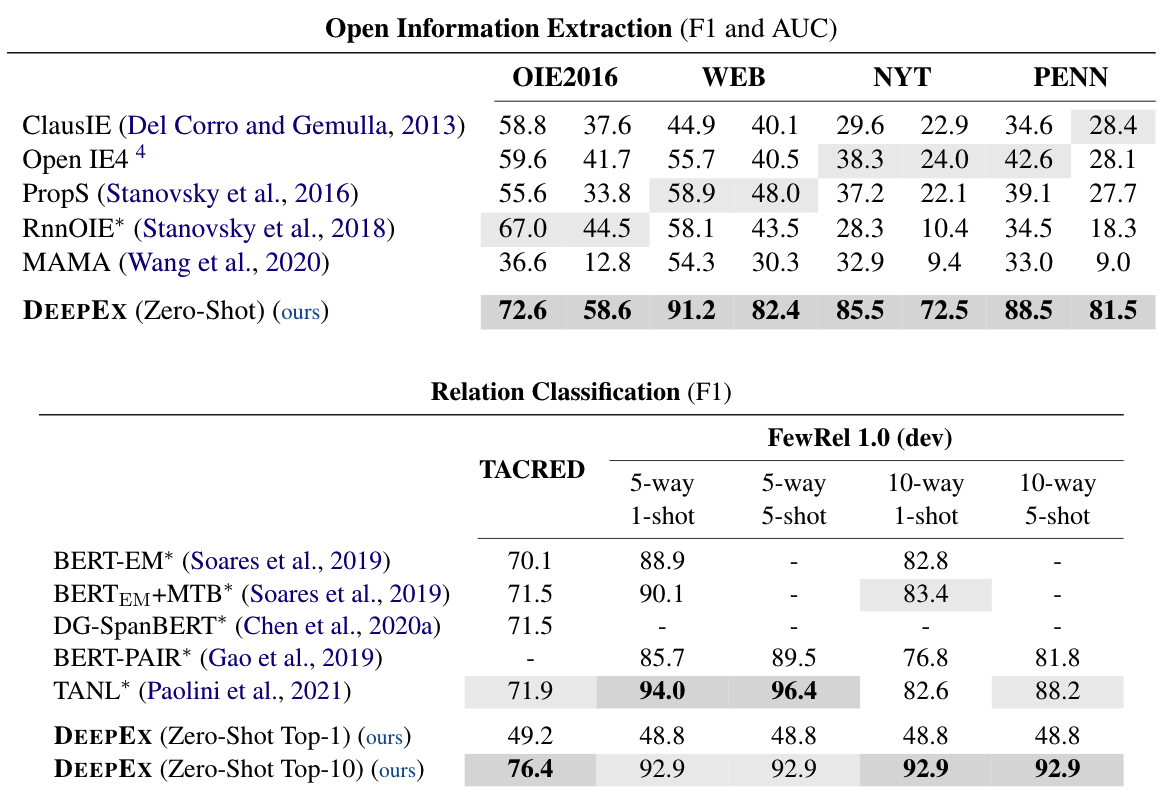 Open Information Extraction (F1 and AUC)
OIE2016 WEB NYT PENN
ClausIE (Del Corro and Gemulla, 2013) 58.8 37.6 44.9 40.1 29.6 22.9 34.6 28.4
Open IE4 4 59.6 41.7 55.7 40.5 38.3 24.0 42.6 28.1
PropS (Stanovsky et al., 2016) 55.6 33.8 58.9 48.0 37.2 22.1 39.1 27.7
RnnOIE* (Stanovsky et al., 2018) 67.0 44.5 58.1 43.5 28.3 10.4 34.5 18.3
MAMA (Wang et al., 2020) 36.6 12.8 54.3 30.3 32.9 9.4 33.0 9.0
DEEPEX (Zero-Shot) (ours) 72.6 58.6 91.2 82.4 85.5 72.5 88.5 81.5
Relation Classification (F1)
FewRel 1.0 (dev)
TACRED
5-way 5-way 10-way 10-way
1-shot 5-shot 1-shot 5-shot
BERT-EM* (Soares et al., 2019) 70.1 88.9 - 82.8 -
BERTEM+MTB* (Soares et al., 2019) 71.5 90.1 - 83.4 -
DG-SpanBERT* (Chen et al., 2020a) 71.5 - - - -
BERT-PAIR* (Gao et al., 2019) - 85.7 89.5 76.8 81.8
TANL* (Paolini et al., 2021) 71.9 94.0 96.4 82.6 88.2
DEEPEX (Zero-Shot Top-1) (ours) 49.2 48.8 48.8 48.8 48.8
DEEPEX (Zero-Shot Top-10) (ours) 76.4 92.9 92.9 92.9 92.9